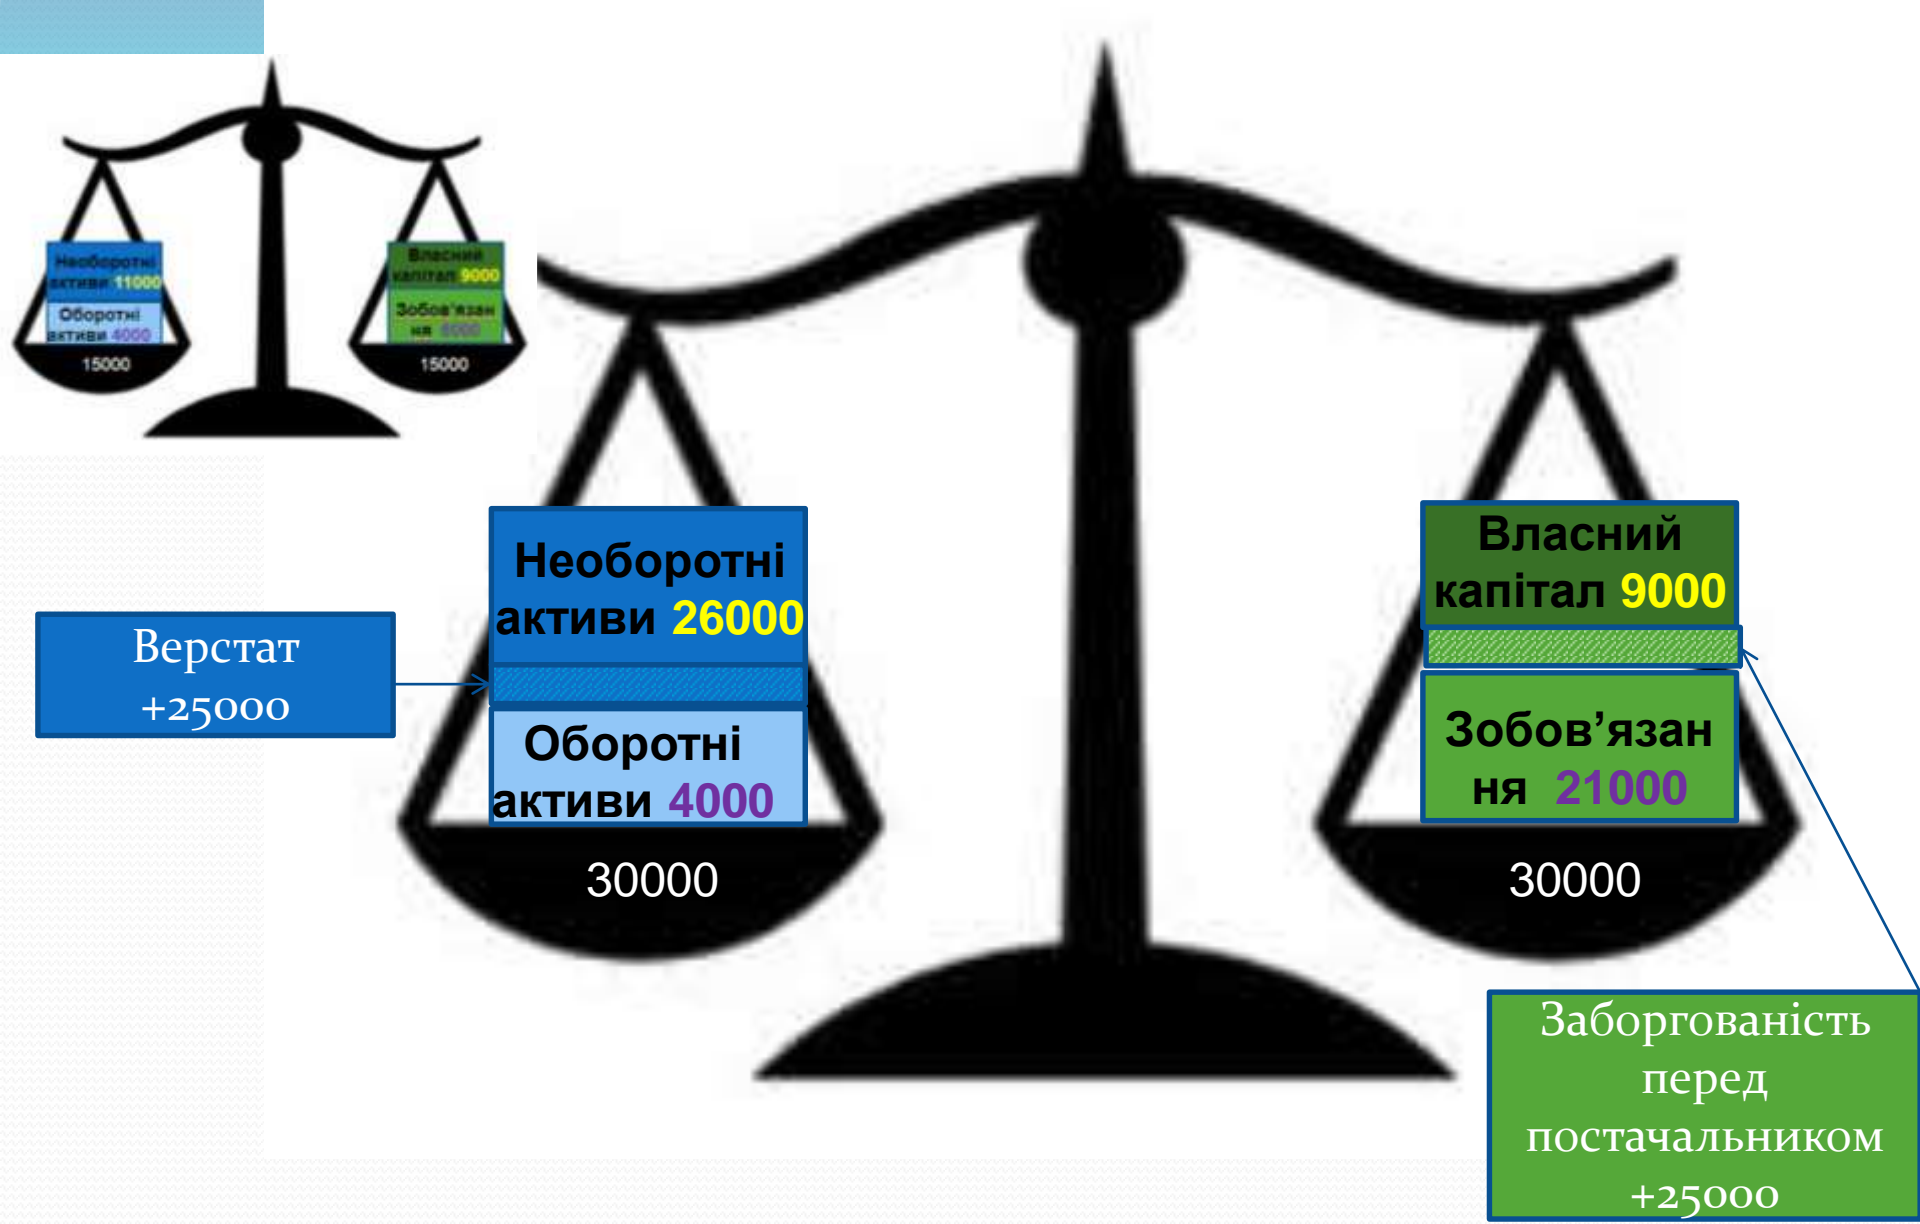 Необоротні
активи 11000
Оборотні
активи 4000
15000
Власний
капітал 9000
Зобов'язан
ня 6000
15000
Необоротні
активи 26000
Оборотні
активи 4000
30000
Власний
капітал 9000
Зобов’язан
ня 21000
30000
Верстат
+25000
Заборгованість
перед
постачальником
+25000